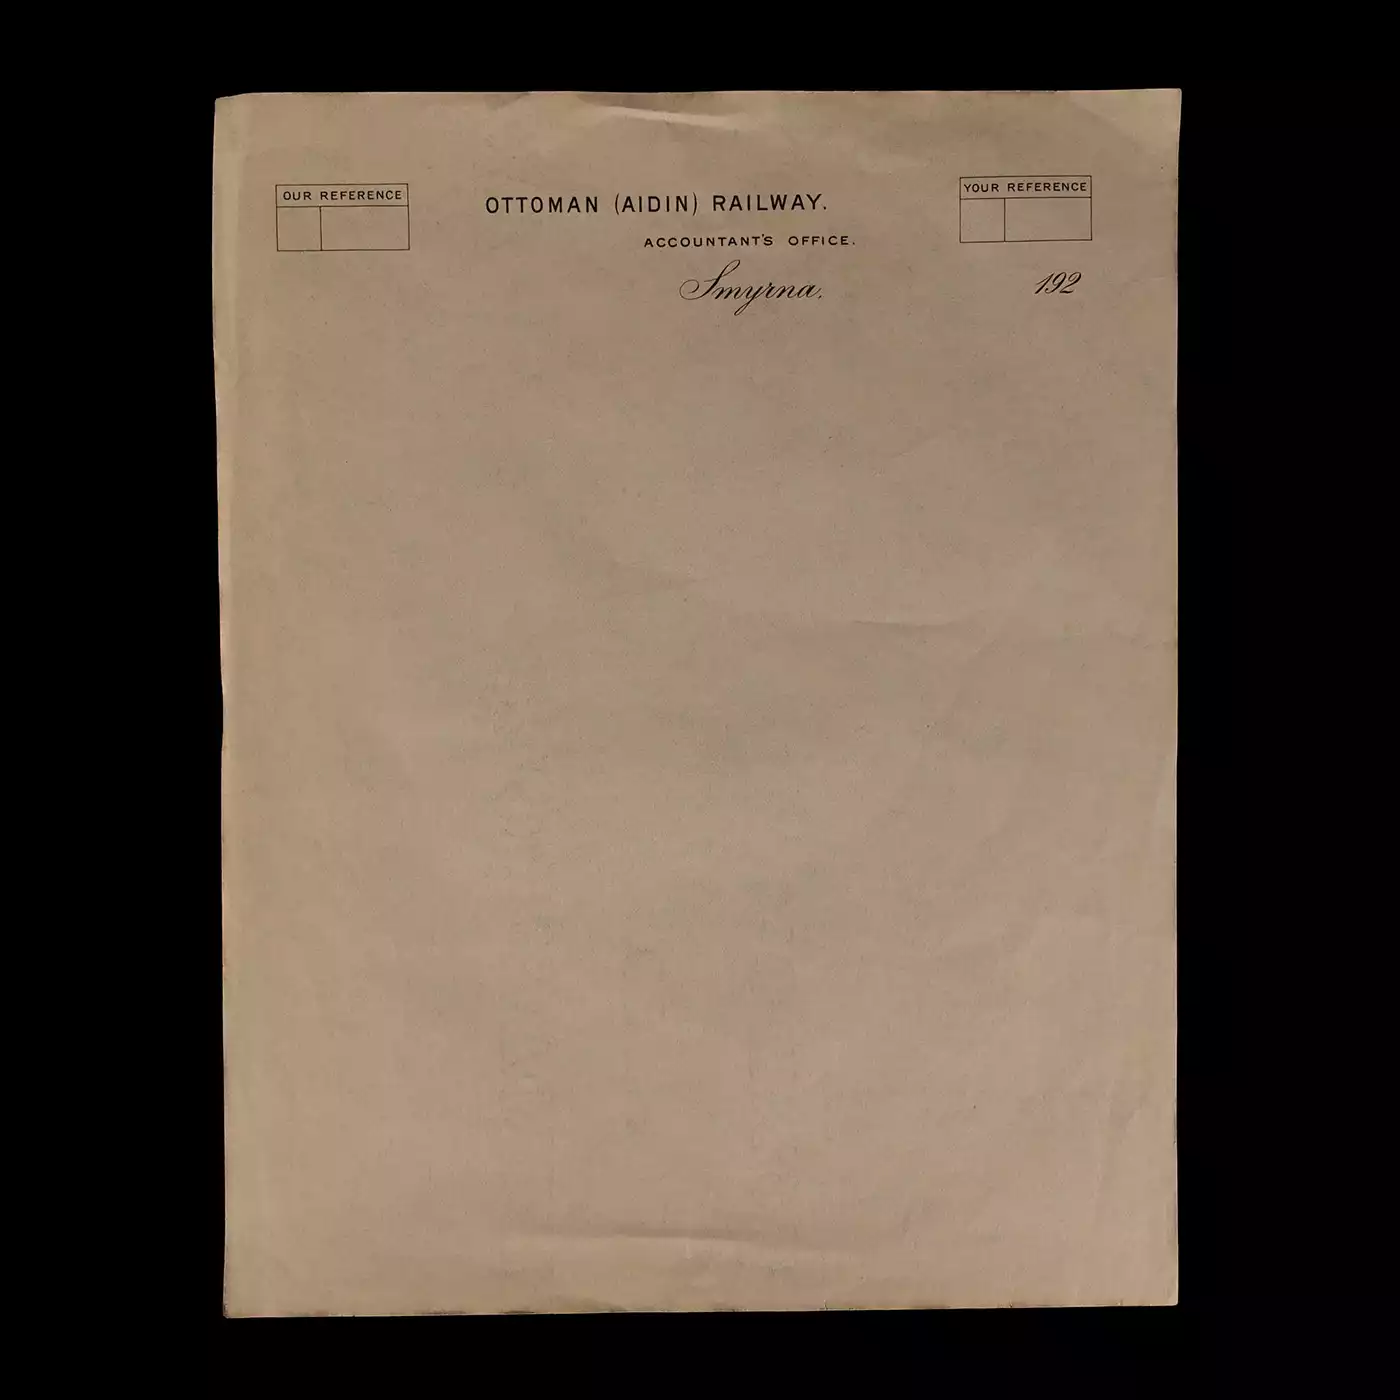 OUR REFERENCE
OTTOMAN (AIDIN) RAILWAY.
YOUR REFERENCE
ACCOUNTANT'S OFFICE.
Smyrna,
192